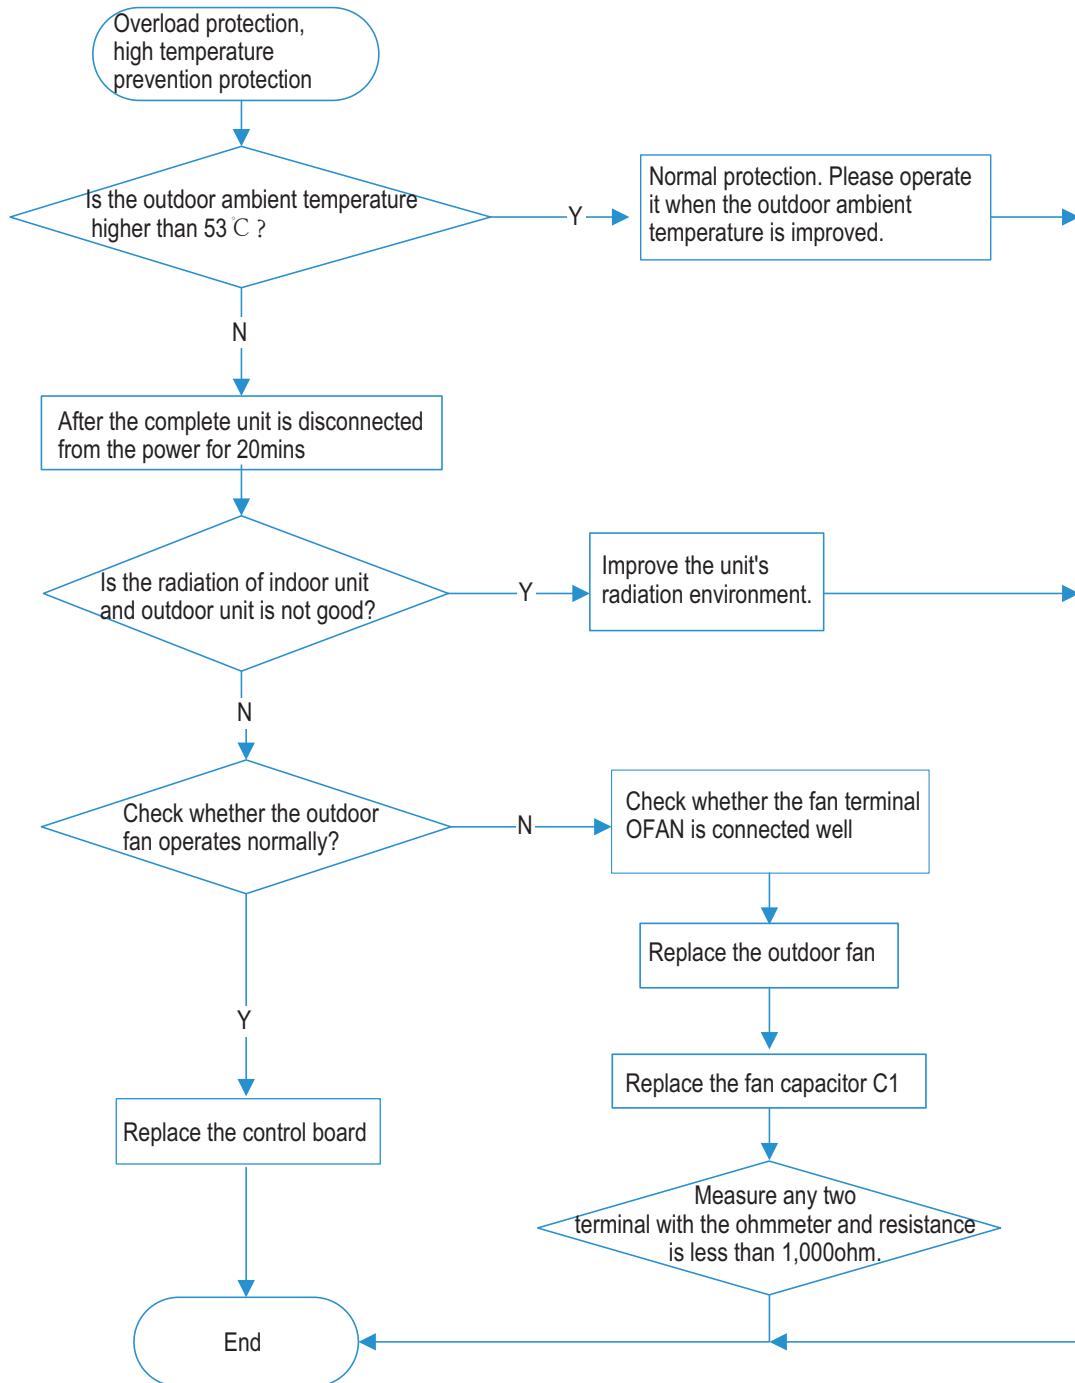 Overload protection,
high temperature
prevention protection
Is the outdoor ambient temperature
higher than 53℃ ?
Y
Normal protection. Please operate
it when the outdoor ambient
temperature is improved.
N
After the complete unit is disconnected
from the power for 20mins
Is the radiation of indoor unit
and outdoor unit is not good?
Y
Improve the unit's
radiation environment.
N
Check whether the outdoor
fan operates normally?
N
Check whether the fan terminal
OFAN is connected well
Replace the outdoor fan
Y
Replace the fan capacitor C1
Replace the control board
Measure any two
terminal with the ohmmeter and resistance
is less than 1,000ohm.
End